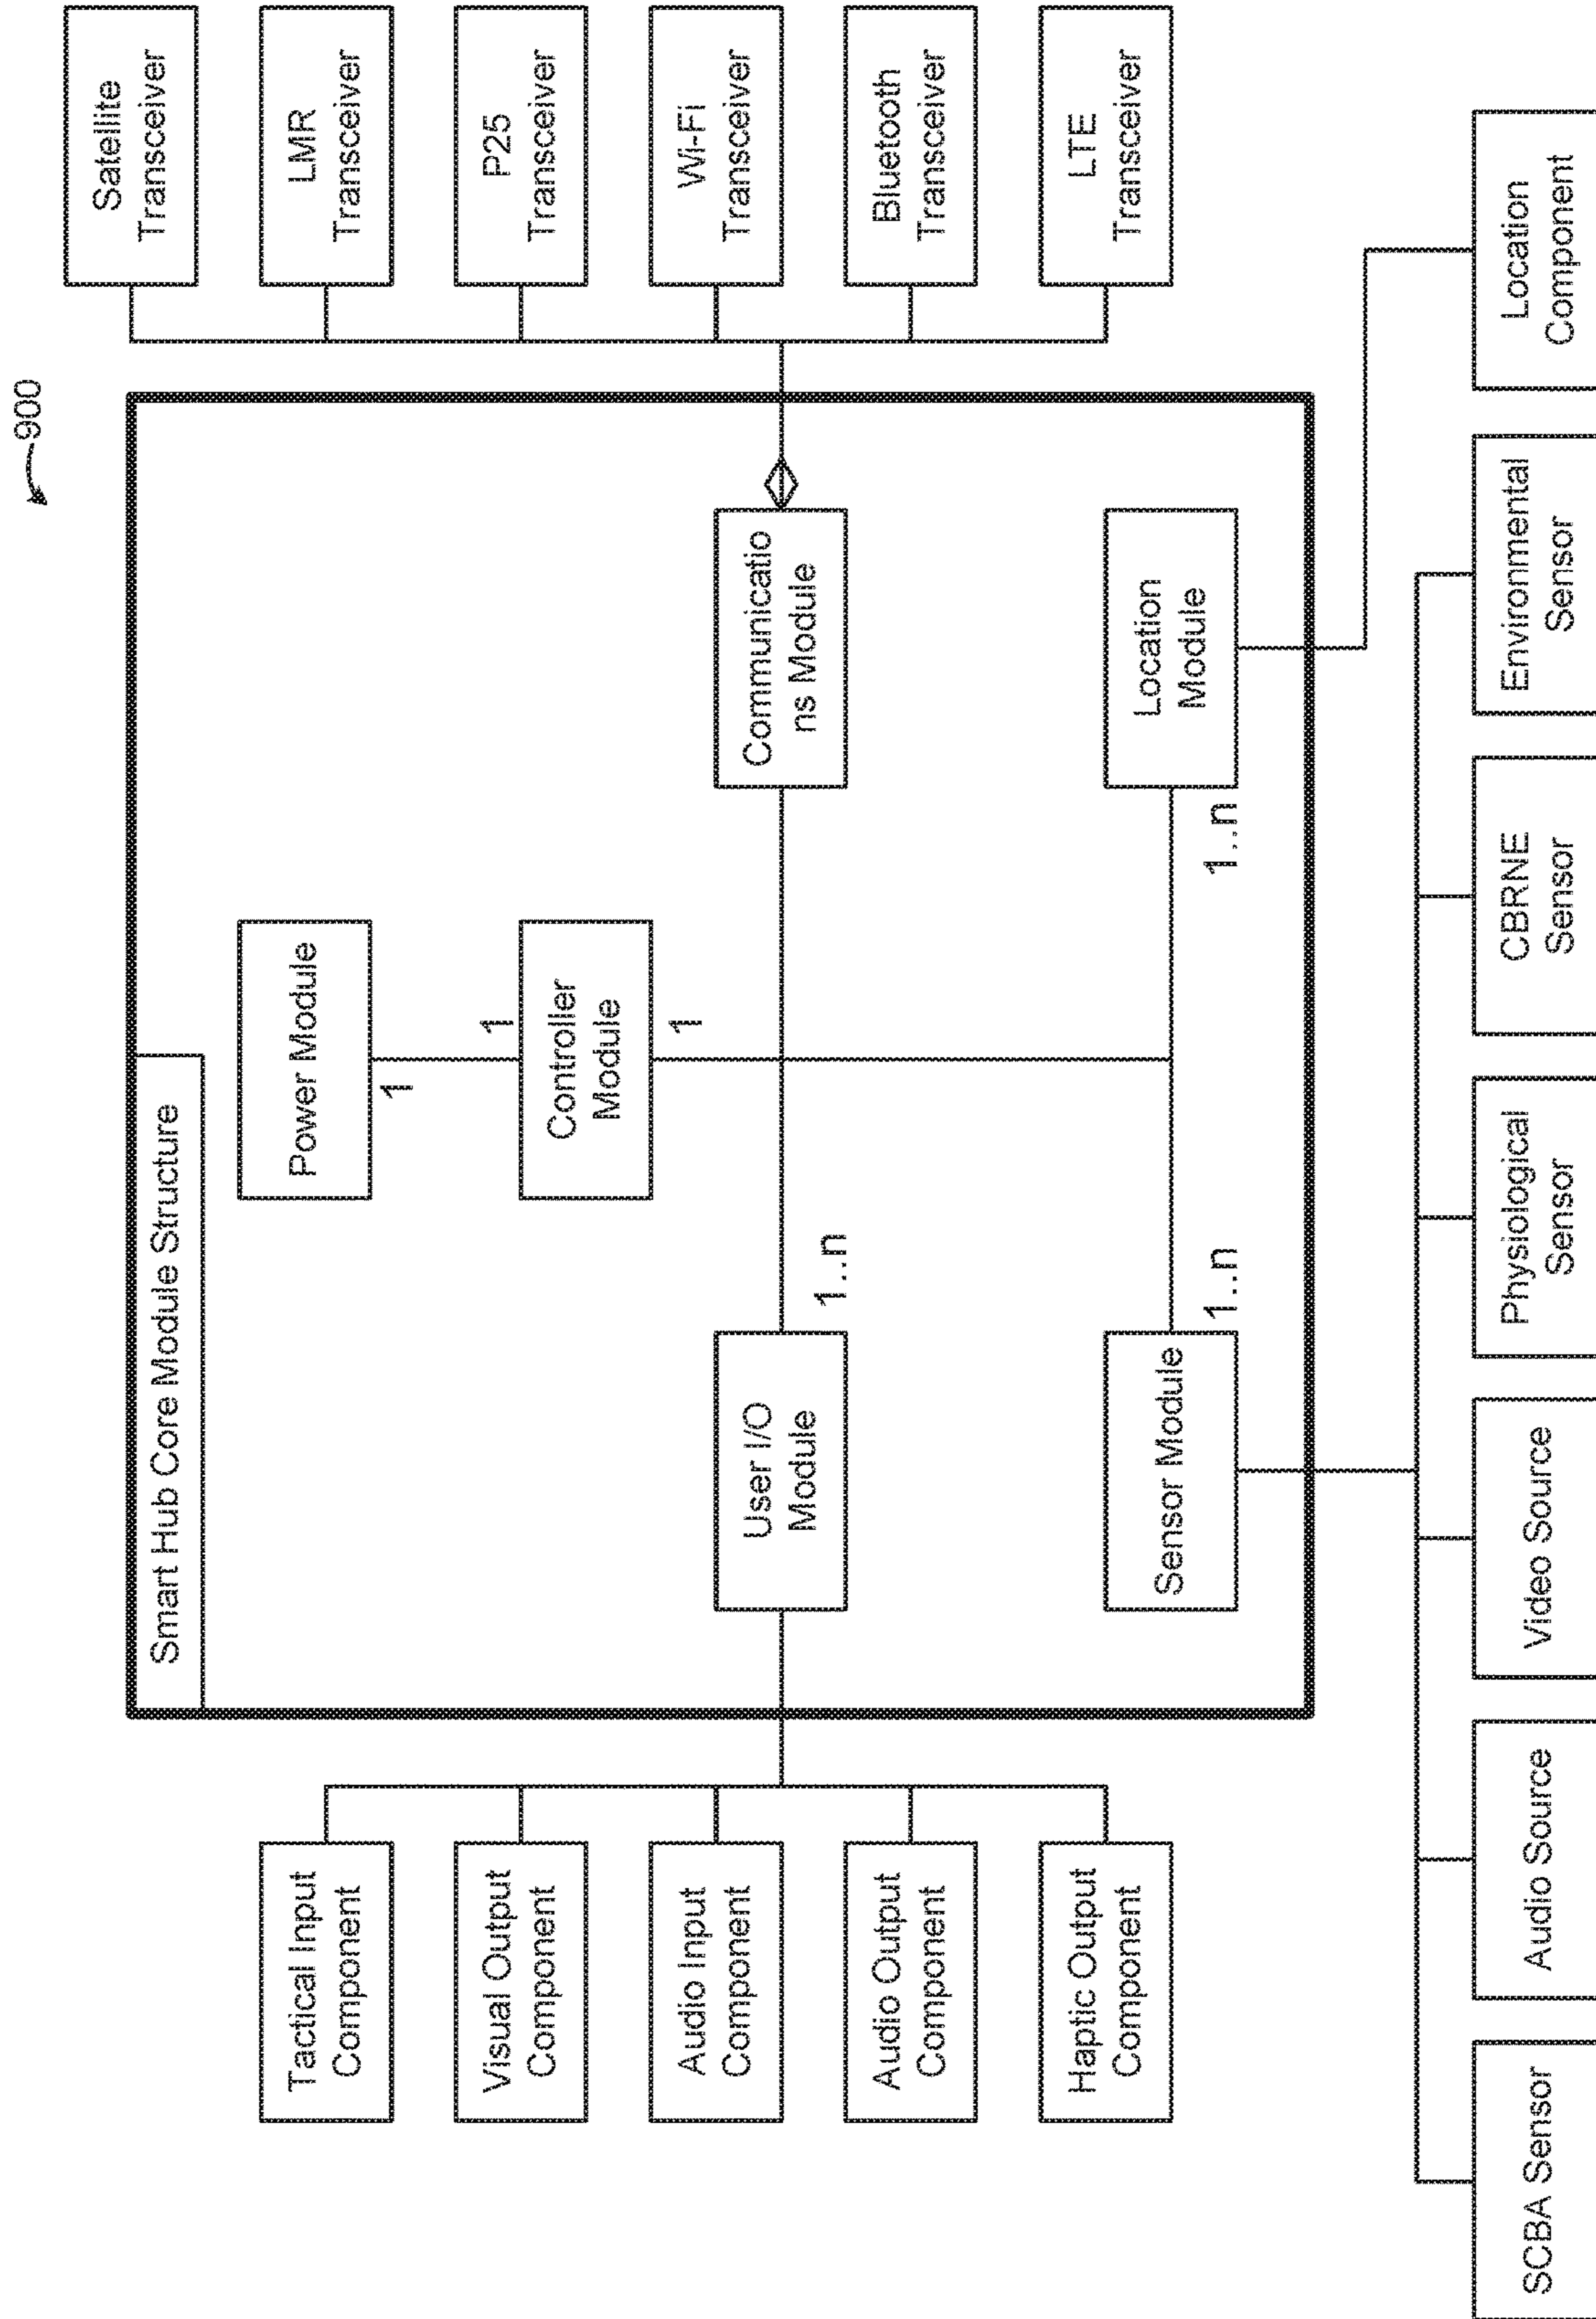 900
Smart Hub Core Module Structure
Power Module
1
1
Controller
Module
1
Tactical Input
Component
Visual Output
Component
Audio Input
Component
Audio Output
Component
Haptic Output
Component
User I/O
Module
1..n
Communicatio
ns Module
Satellite
Transceiver
LMR
Transceiver
P25
Transceiver
Wi-Fi
Transceiver
Bluetooth
Transceiver
LTE
Transceiver
Sensor Module
1..n
1..n
Location
Module
SCBA Sensor
Audio Source
Video Source
Physiological
Sensor
CBRNE
Sensor
Environmental
Sensor
Location
Component